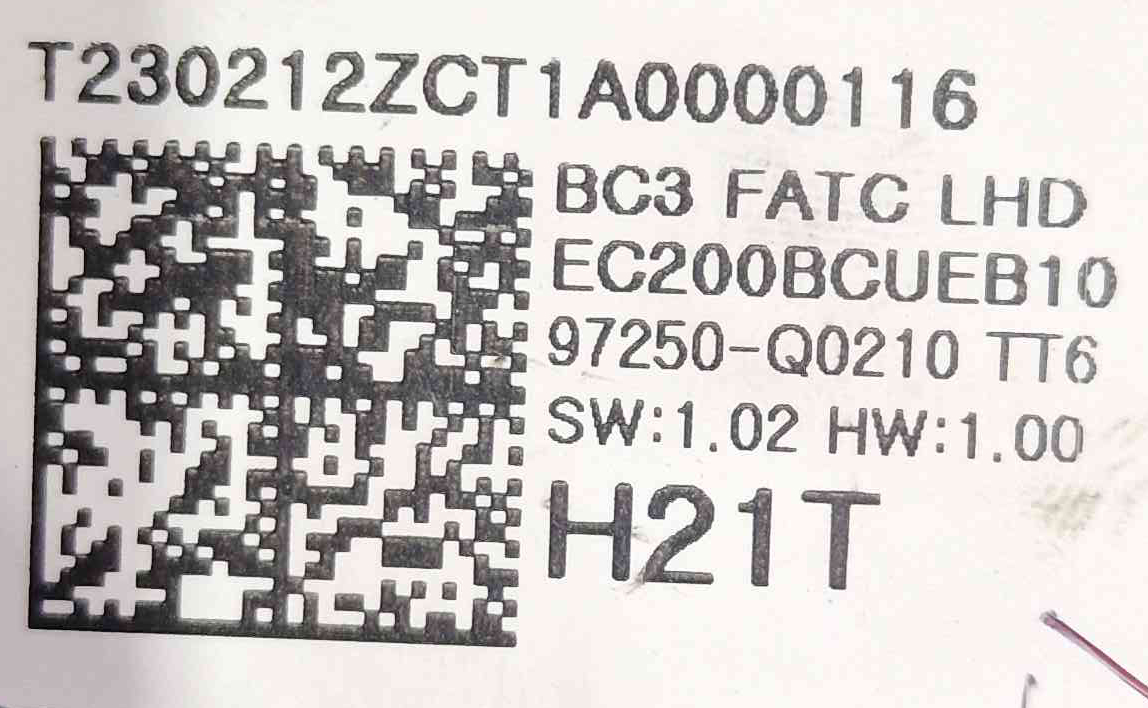 T230212ZCT1A0000116
BC3 FATC LHD
EC200BCUEB10
97250-Q0210 TT6
SW:1.02 HW:1.00
H21T